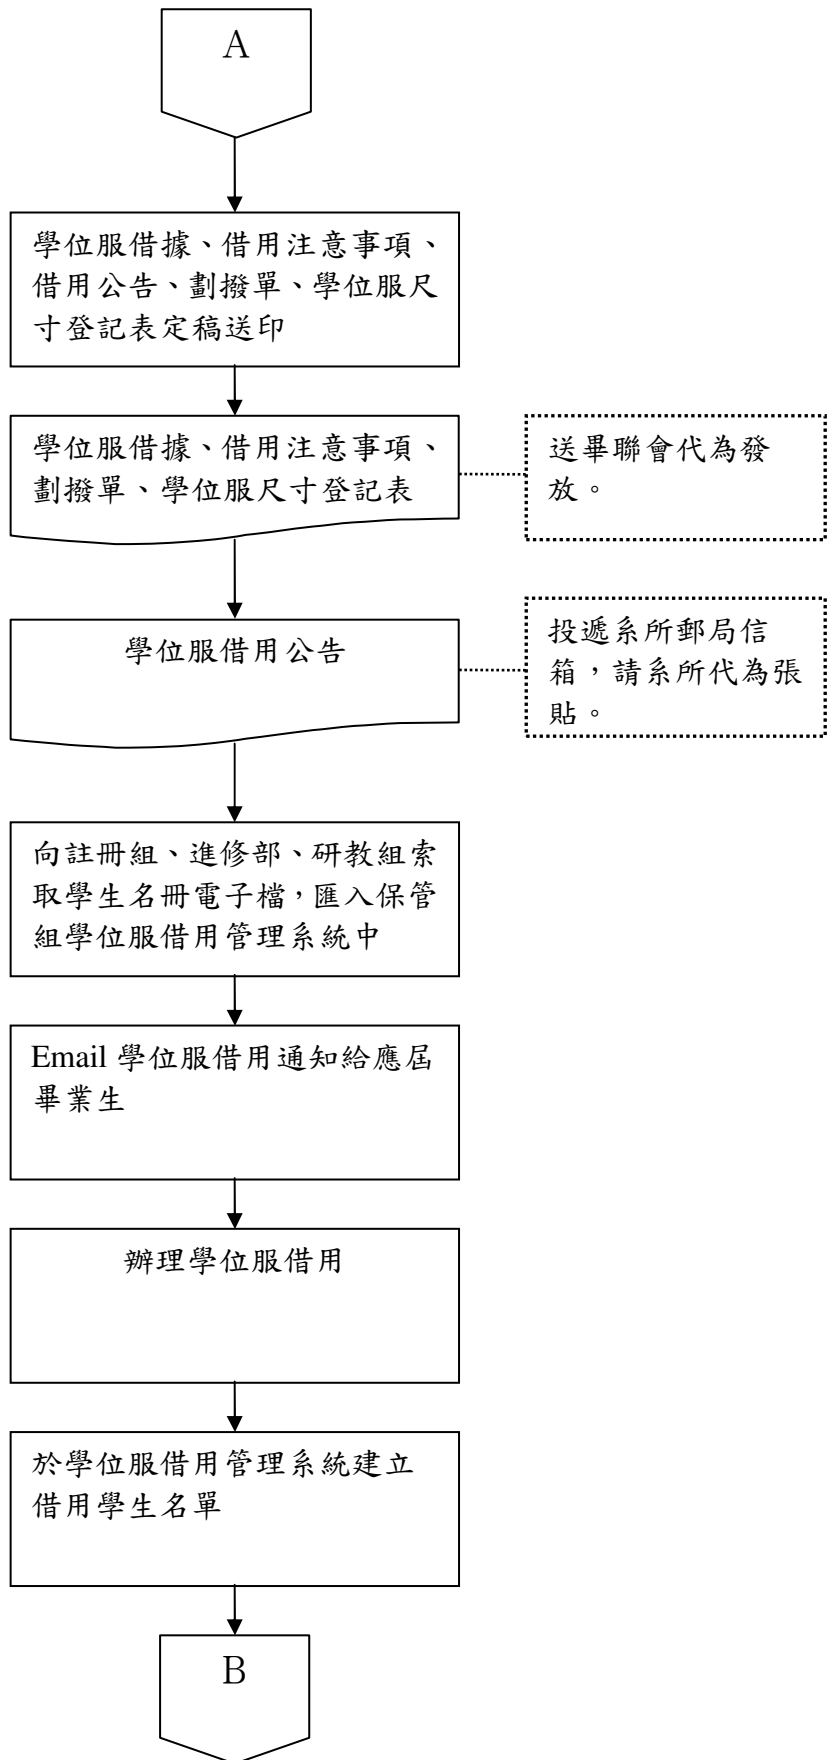 A
學位服借據、借用注意事項、
借用公告、劃撥單、學位服尺
寸登記表定稿送印
學位服借據、借用注意事項、
劃撥單、學位服尺寸登記表
送畢聯會代為發
放。
學位服借用公告
投遞系所郵局信
箱，請系所代為張
貼。
向註冊組、進修部、研教組索
取學生名冊電子檔，匯入保管
組學位服借用管理系統中
Email 學位服借用通知給應屆
畢業生
辦理學位服借用
於學位服借用管理系統建立
借用學生名單
B